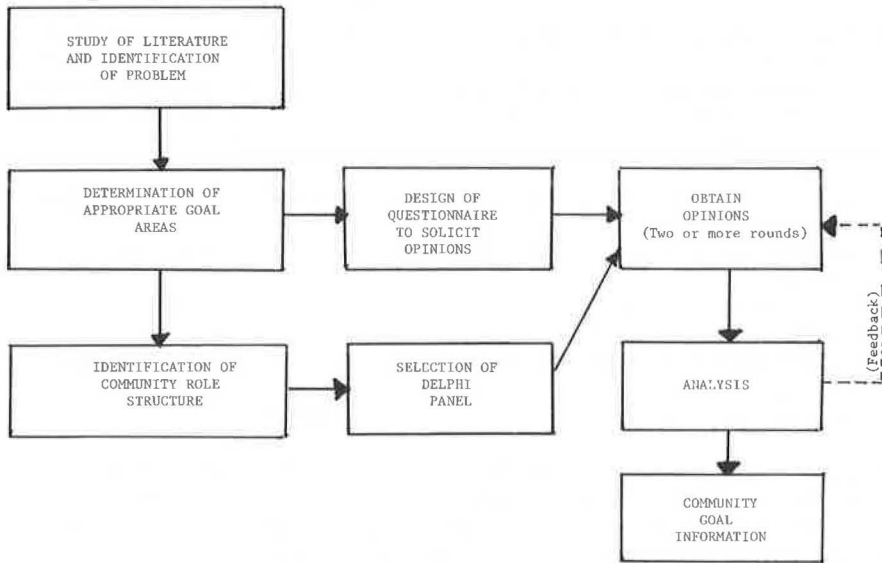 STUDY OF LITERATURE
AND IDENTIFICATION
OF PROBLEM
DETERMINATION OF
APPROPRIATE GOAL
AREAS
DESIGN OF
QUESTIONNAIRE
TO SOLICIT
OPINIONS
OBTAIN
OPINIONS
(Two or more rounds)
IDENTIFICATION OF
COMMUNITY ROLE
STRUCTURE
SELECTION OF
DELPHI
PANEL
ANALYSIS
(Feedback)
COMMUNITY
GOAL
INFORMATION